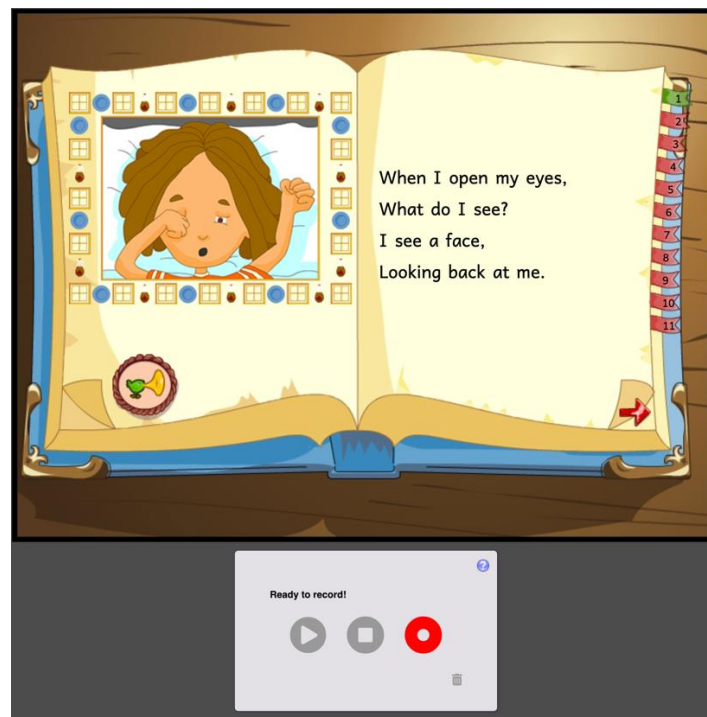 When I open my eyes,
What do I see?
I see a face,
Looking back at me.
1
2
3
4
5
6
7
8
9
10
11
?
Ready to record!